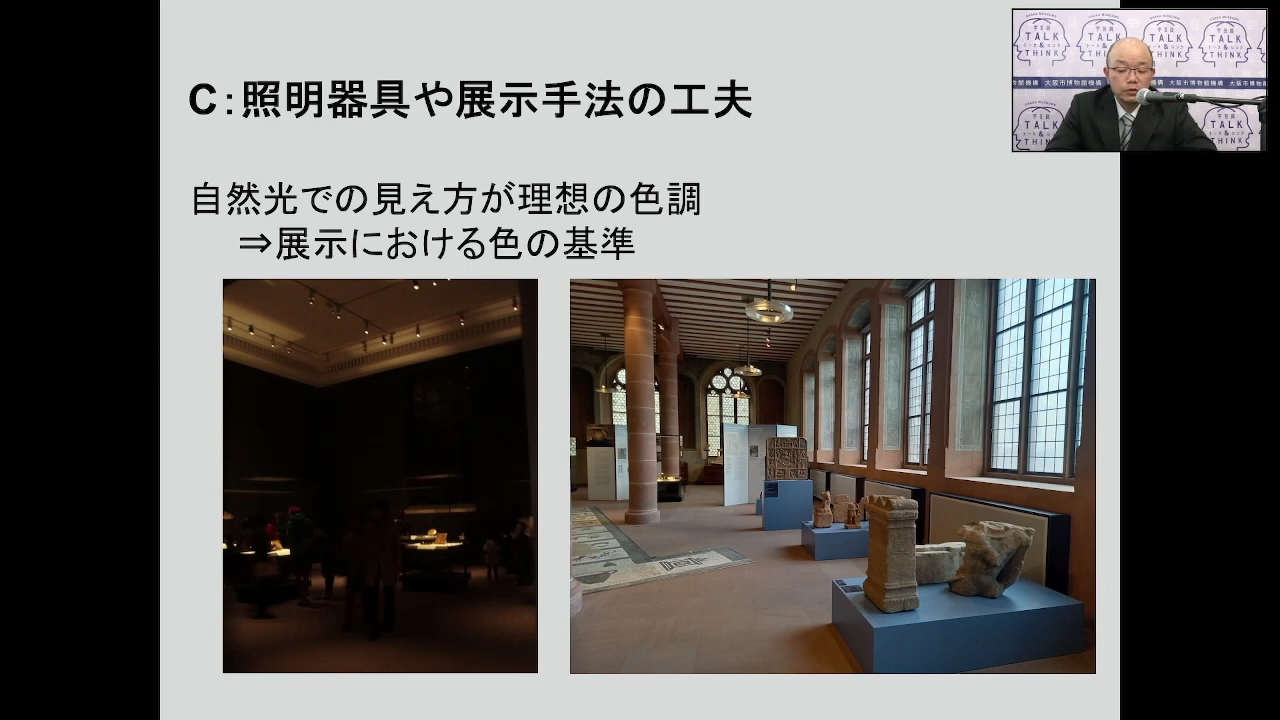 C：照明器具や展示手法の工夫
自然光での見え方が理想の色調
⇒展示における色の基準
TALK
&
THINK
大阪市博物館機構